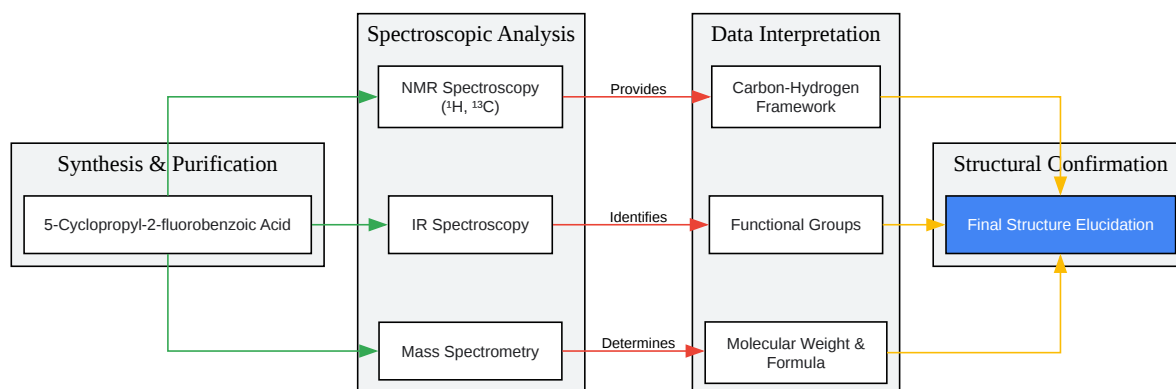 Spectroscopic Analysis
Data Interpretation
NMR Spectroscopy
(¹H, ¹³C)
Provides
Carbon-Hydrogen
Framework
Synthesis & Purification
Structural Confirmation
5-Cyclopropyl-2-fluorobenzoic Acid
IR Spectroscopy
Identifies
Functional Groups
Final Structure Elucidation
Mass Spectrometry
Determines
Molecular Weight &
Formula